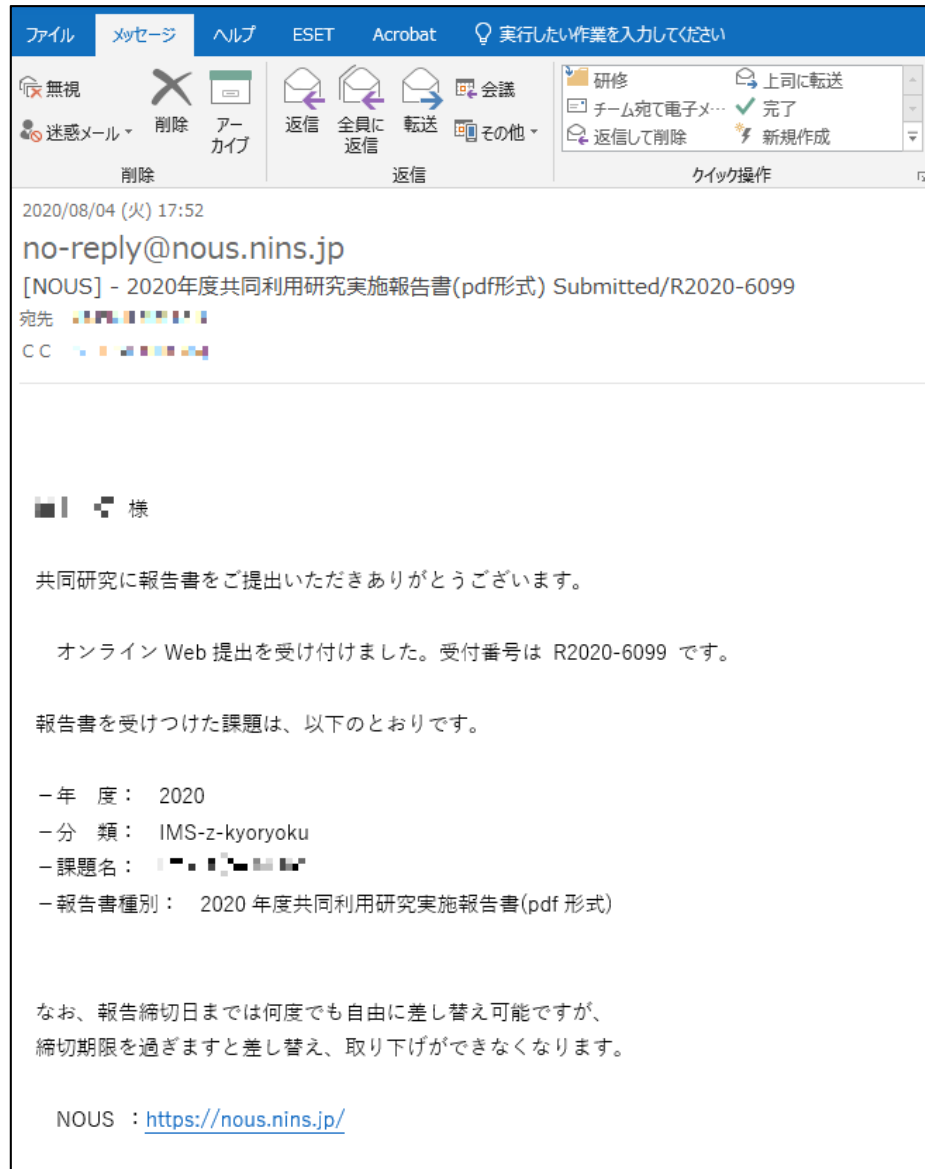 ファイル メッセージ ヘルプ ESET Acrobat 実行したい作業を入力してください
無視 削除 アーカイブ 返信 全員に返信 転送 会議 研修 上司に転送
迷惑メール その他 チーム宛て電子メ… 完了
返信して削除 新規作成
削除 返信 クイック操作
2020/08/04 (火) 17:52
no-reply@nous.nins.jp
[NOUS] - 2020年度共同利用研究実施報告書(pdf形式) Submitted/R2020-6099
宛先
CC
様
共同研究に報告書をご提出いただきありがとうございます。
オンライン Web 提出を受け付けました。受付番号は R2020-6099 です。
報告書を受けつけた課題は、以下のとおりです。
－年　度：　2020
－分　類：　IMS-z-kyoryoku
－課題名：
－報告書種別：　2020 年度共同利用研究実施報告書(pdf 形式)
なお、報告締切日までは何度でも自由に差し替え可能ですが、
締切期限を過ぎますと差し替え、取り下げができなくなります。
NOUS ：https://nous.nins.jp/